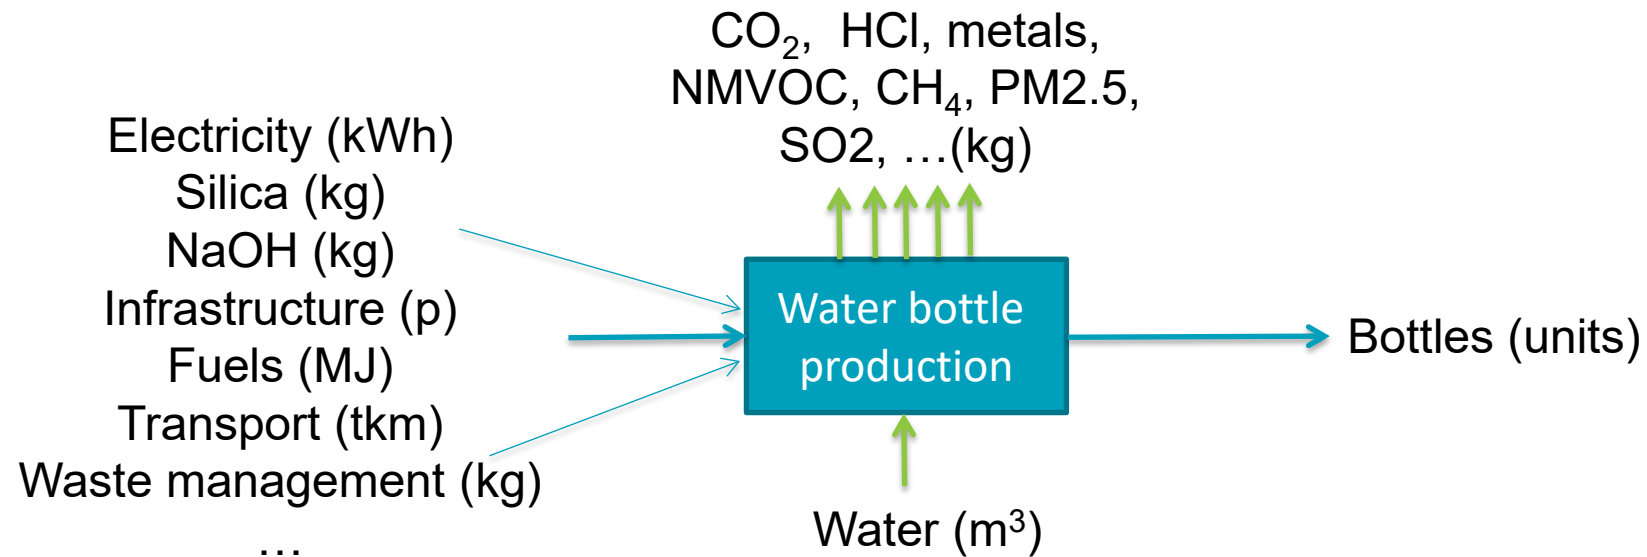 CO₂, HCl, metals,
NMVOC, CH₄, PM2.5,
SO2, …(kg)
Electricity (kWh)
Silica (kg)
NaOH (kg)
Infrastructure (p)
Fuels (MJ)
Transport (tkm)
Waste management (kg)
…
Water bottle
production
Bottles (units)
Water (m³)